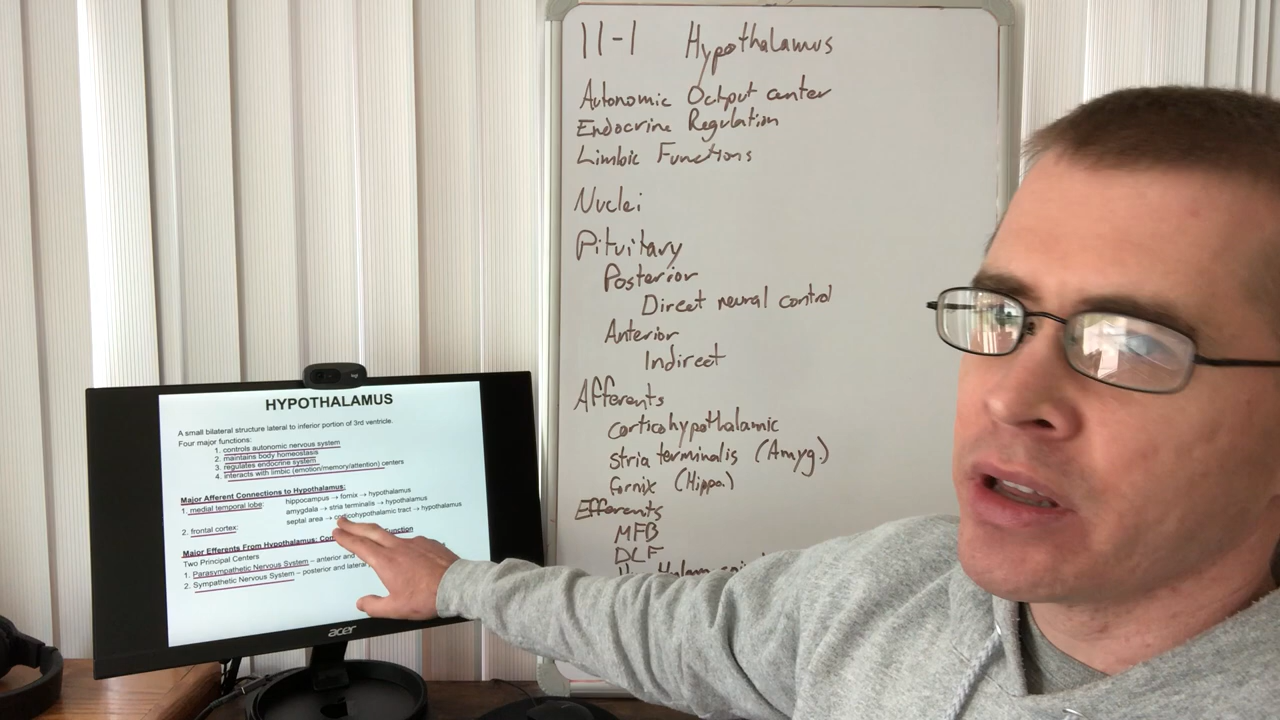 11-1 Hypothalamus
Autonomic Output center
Endocrine Regulation
Limbic Functions
Nuclei
Pituitary
Posterior
Direct neural control
Anterior
Indirect
Afferents
corticohypothalamic
stria terminalis (Amyg.)
fornix (Hippo.)
Efferents
MFB
DLF
HYPOTHALAMUS
A small bilateral structure lateral to inferior portion of 3rd ventricle.
Four major functions:
1. controls autonomic nervous system
2. maintains body homeostasis
3. regulates endocrine system
4. interacts with limbic (emotion/memory/attention) centers
Major Afferent Connections to Hypothalamus:
1. medial temporal lobe: hippocampus → fornix → hypothalamus
amygdala → stria terminalis → hypothalamus
2. frontal cortex: septal area → corticohypothalamic tract → hypothalamus
Major Efferents From Hypothalamus: Function
Two Principal Centers
1. Parasympathetic Nervous System – anterior and
2. Sympathetic Nervous System – posterior and lateral
acer
logi